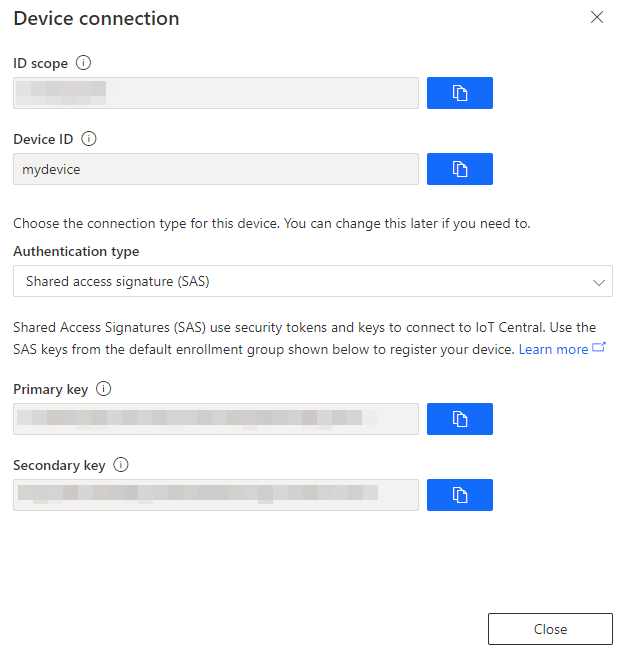 Device connection
ID scope
Device ID
mydevice
Choose the connection type for this device. You can change this later if you need to.
Authentication type
Shared access signature (SAS)
Shared Access Signatures (SAS) use security tokens and keys to connect to IoT Central. Use the
SAS keys from the default enrollment group shown below to register your device. Learn more
Primary key
Secondary key
Close